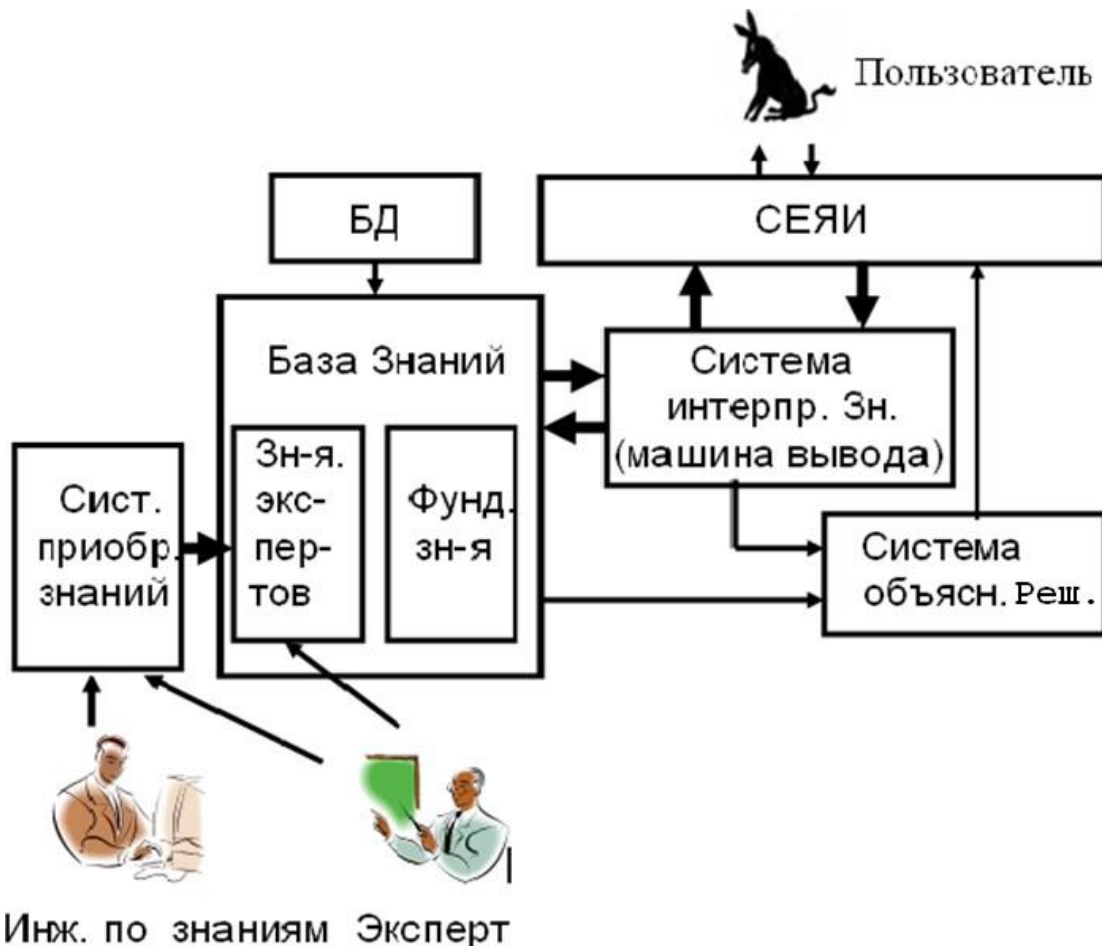 Пользователь
БД
СЕЯИ
База Знаний
Система
интерпр. Зн.
(машина вывода)
Зн-я.
экс-
пер-
тов
Фунд.
зн-я
Сист.
приобр.
знаний
Система
объясн. Реш.
Инж. по знаниям Эксперт